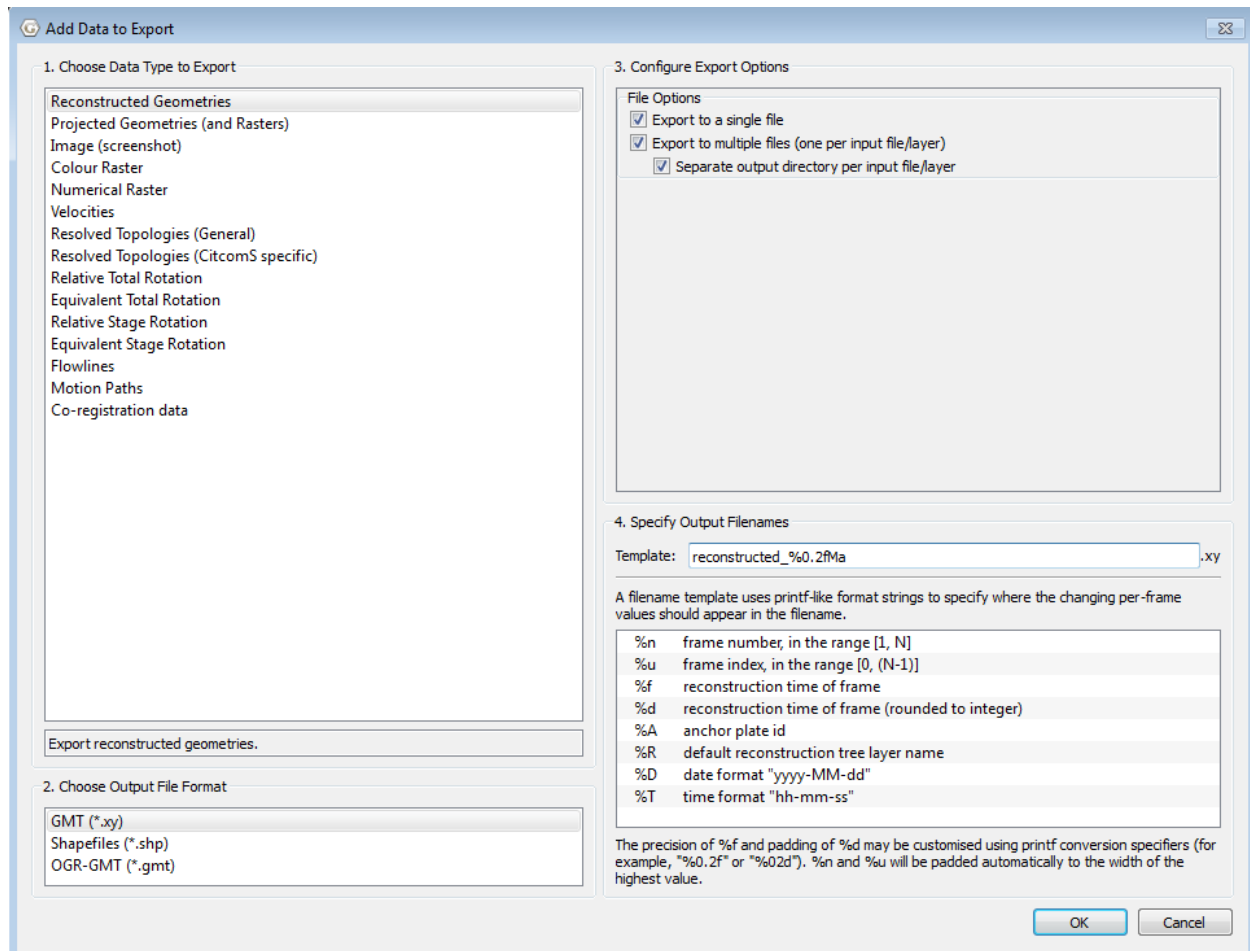 Add Data to Export
1. Choose Data Type to Export
Reconstructed Geometries
Projected Geometries (and Rasters)
Image (screenshot)
Colour Raster
Numerical Raster
Velocities
Resolved Topologies (General)
Resolved Topologies (CitcomS specific)
Relative Total Rotation
Equivalent Total Rotation
Relative Stage Rotation
Equivalent Stage Rotation
Flowlines
Motion Paths
Co-registration data
Export reconstructed geometries.
2. Choose Output File Format
GMT (*.xy)
Shapefiles (*.shp)
OGR-GMT (*.gmt)
3. Configure Export Options
File Options
Export to a single file
Export to multiple files (one per input file/layer)
Separate output directory per input file/layer
4. Specify Output Filenames
Template: reconstructed_%0.2fMa .xy
A filename template uses printf-like format strings to specify where the changing per-frame
values should appear in the filename.
%n frame number, in the range [1, N]
%u frame index, in the range [0, (N-1)]
%f reconstruction time of frame
%d reconstruction time of frame (rounded to integer)
%A anchor plate id
%R default reconstruction tree layer name
%D date format "yyyy-MM-dd"
%T time format "hh-mm-ss"
The precision of %f and padding of %d may be customised using printf conversion specifiers (for
example, "%0.2f" or "%02d"). %n and %u will be padded automatically to the width of the
highest value.
OK Cancel